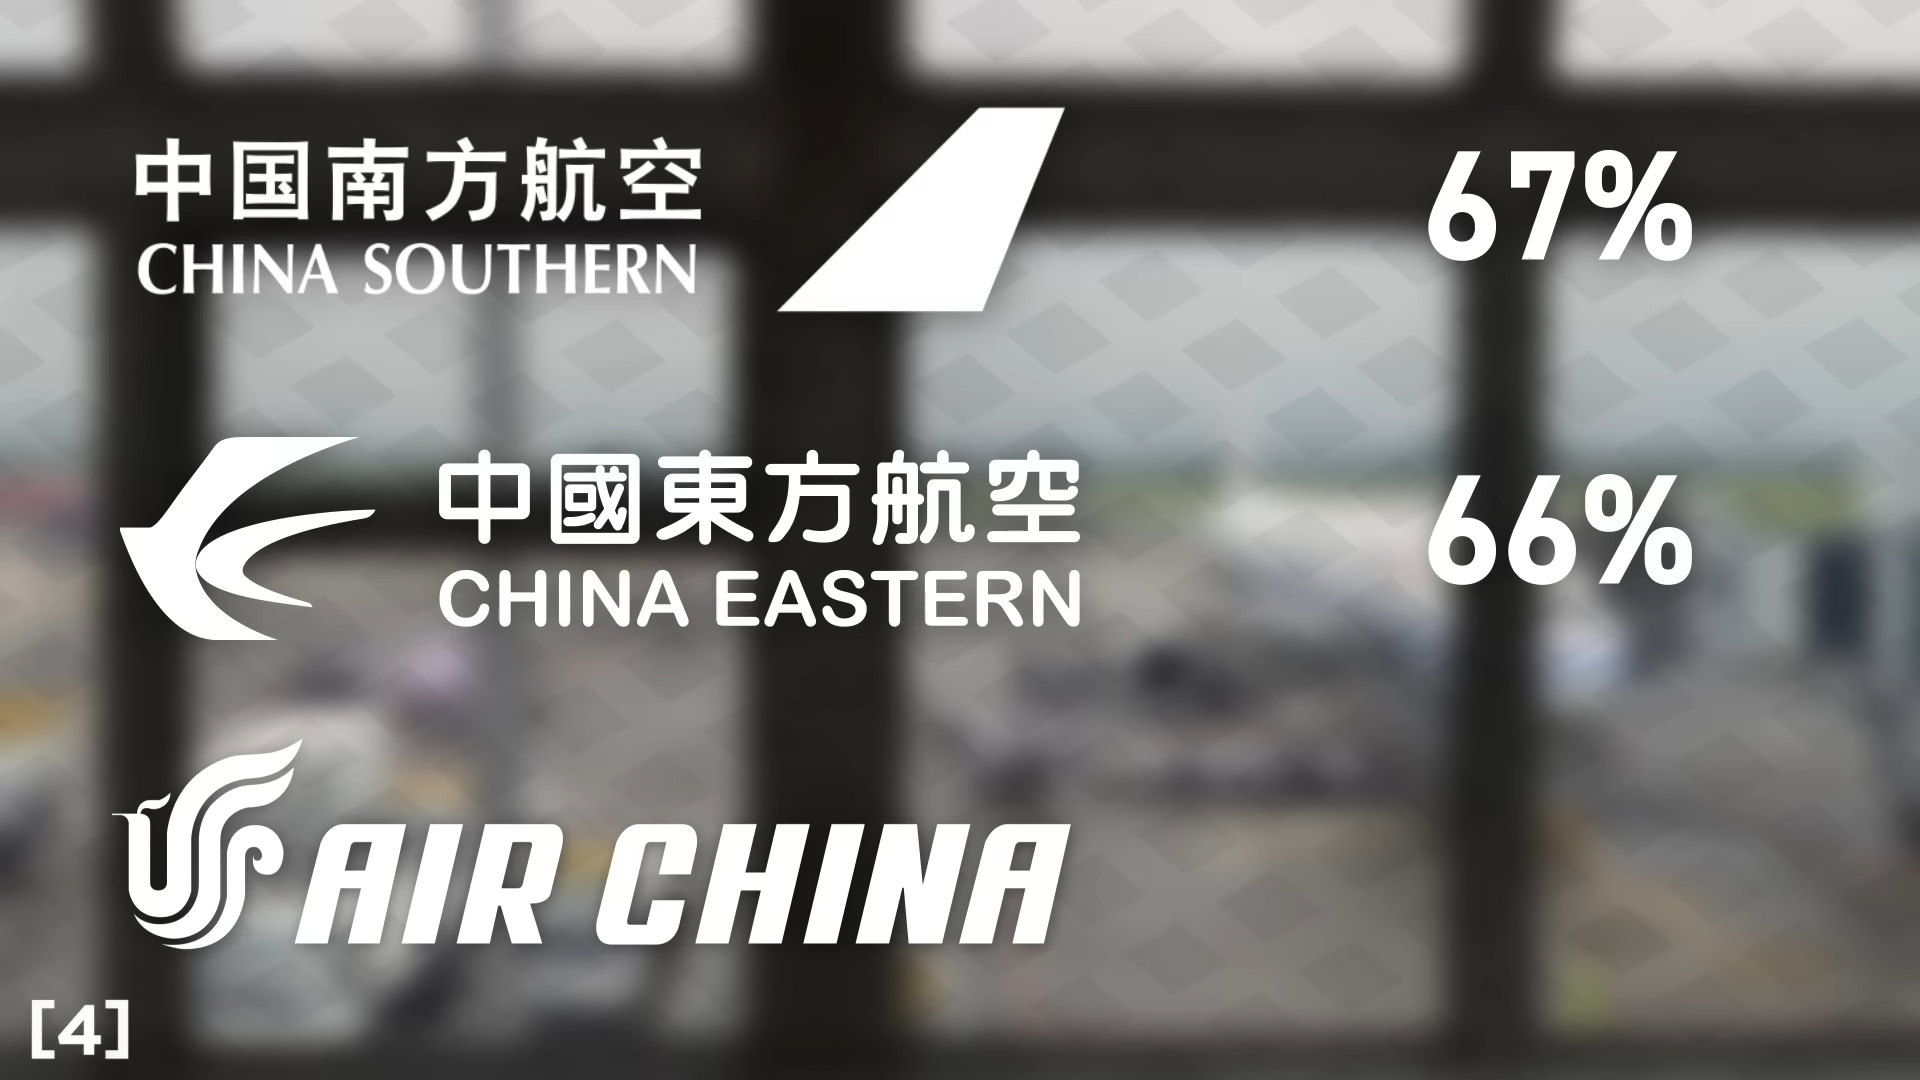 中国南方航空
CHINA SOUTHERN
67%
中國東方航空
CHINA EASTERN
66%
AIR CHINA
[4]